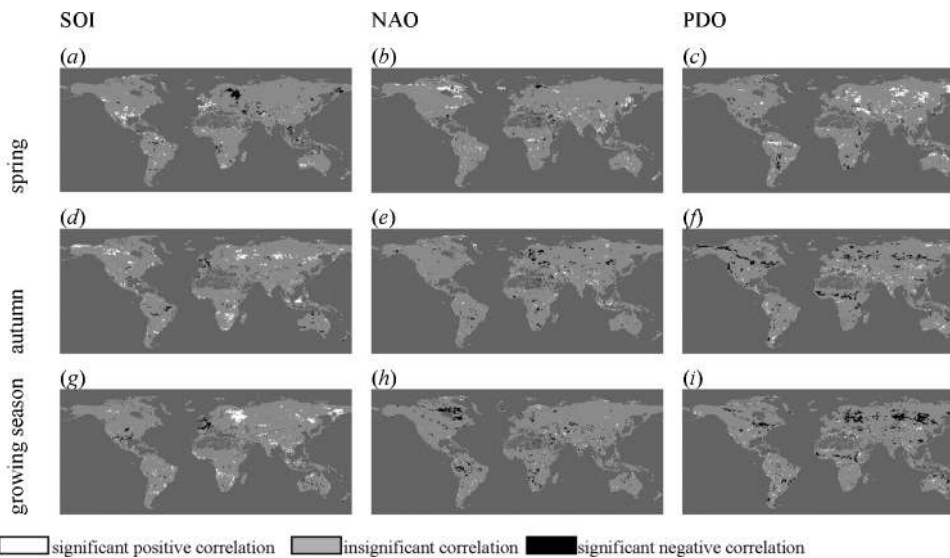 SOI NAO PDO
(a) (b) (c)
spring
(d) (e) (f)
autumn
(g) (h) (i)
growing season
significant positive correlation insignificant correlation significant negative correlation